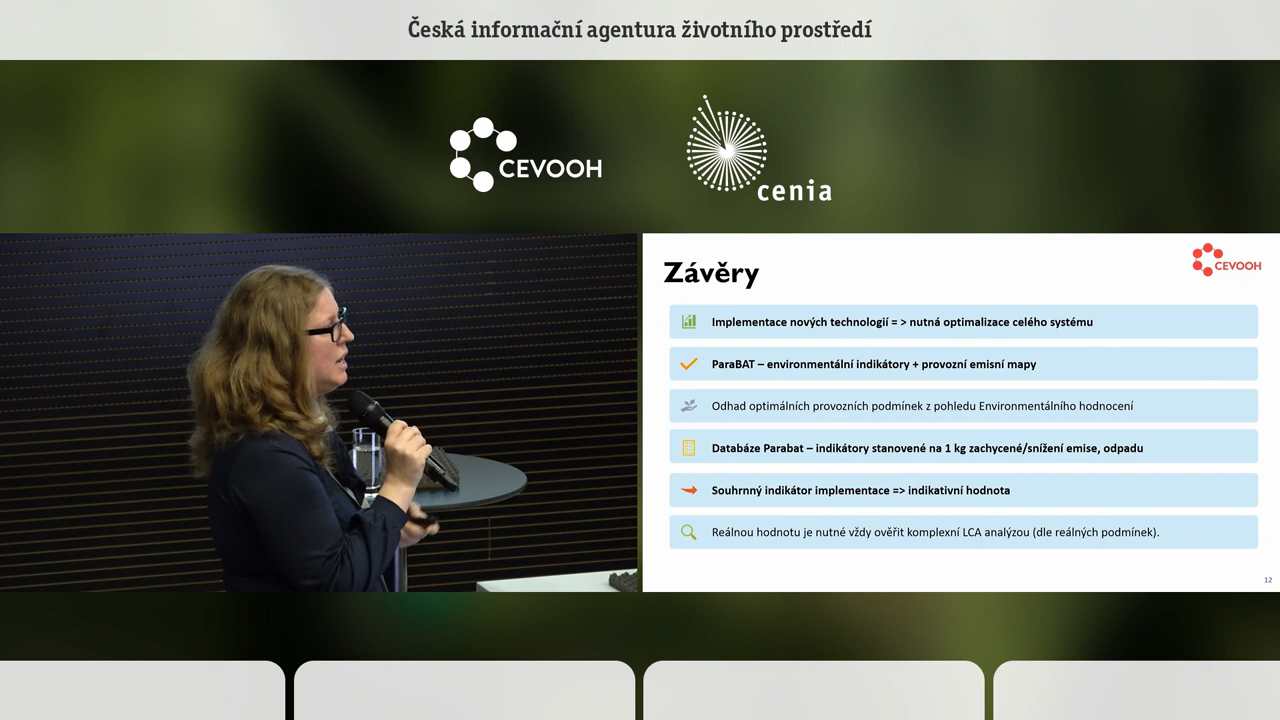 Česká informační agentura životního prostředí
CEVOOH
cenia
CEVOOH
Závěry
Implementace nových technologií = > nutná optimalizace celého systému
ParaBAT – environmentální indikátory + provozní emisní mapy
Odhad optimálních provozních podmínek z pohledu Environmentálního hodnocení
Databáze Parabat – indikátory stanovené na 1 kg zachycené/snížení emise, odpadu
Souhrnný indikátor implementace => indikativní hodnota
Reálnou hodnotu je nutné vždy ověřit komplexní LCA analýzou (dle reálných podmínek).
12